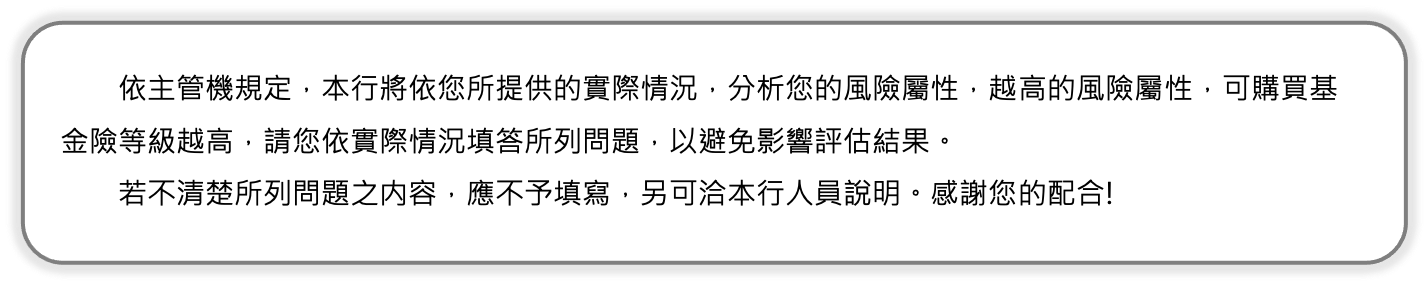 依主管機規定，本行將依您所提供的實際情況，分析您的風險屬性，越高的風險屬性，可購買基
金險等級越高，請您依實際情況填答所列問題，以避免影響評估結果。
若不清楚所列問題之內容，應不予填寫，另可洽本行人員說明。感謝您的配合!